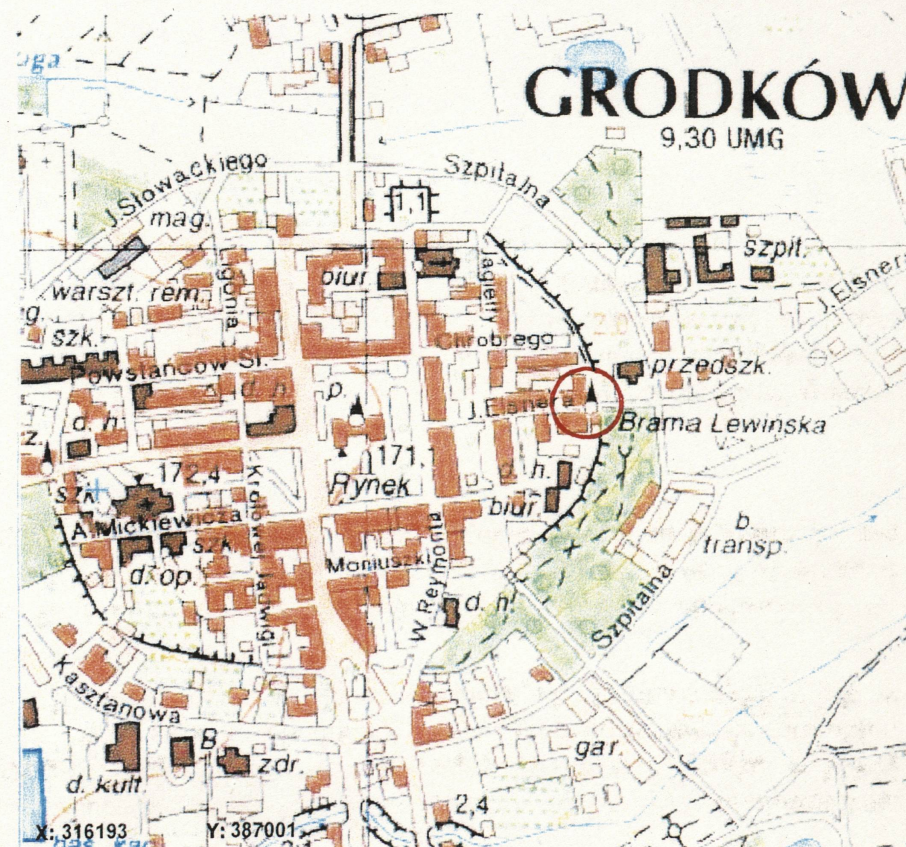 GRODKÓW
9,30 UMG
J.Słowackiego
Szpitalna
1,1
mag.
szpit.
biur.
Jagiełły
J.Elsnera
warszt. rem.
szk.
Chrobrego
Powstańców Śl.
przedszk.
d. h.
p.
J.Elsnera
Brama Lewińska
d. h.
z.
171,
172,4
Rynek
d. h.
szk.
biur.
A.Mickiewicza
szk.
Królowej Jadwigi
b.
transp.
Moniuszki
d. op.
W Reymonta
d. h.
Szpitalna
Kasztanowa
B
zdr.
gar.
d. kult.
2,4
X: 316193
Y: 387001